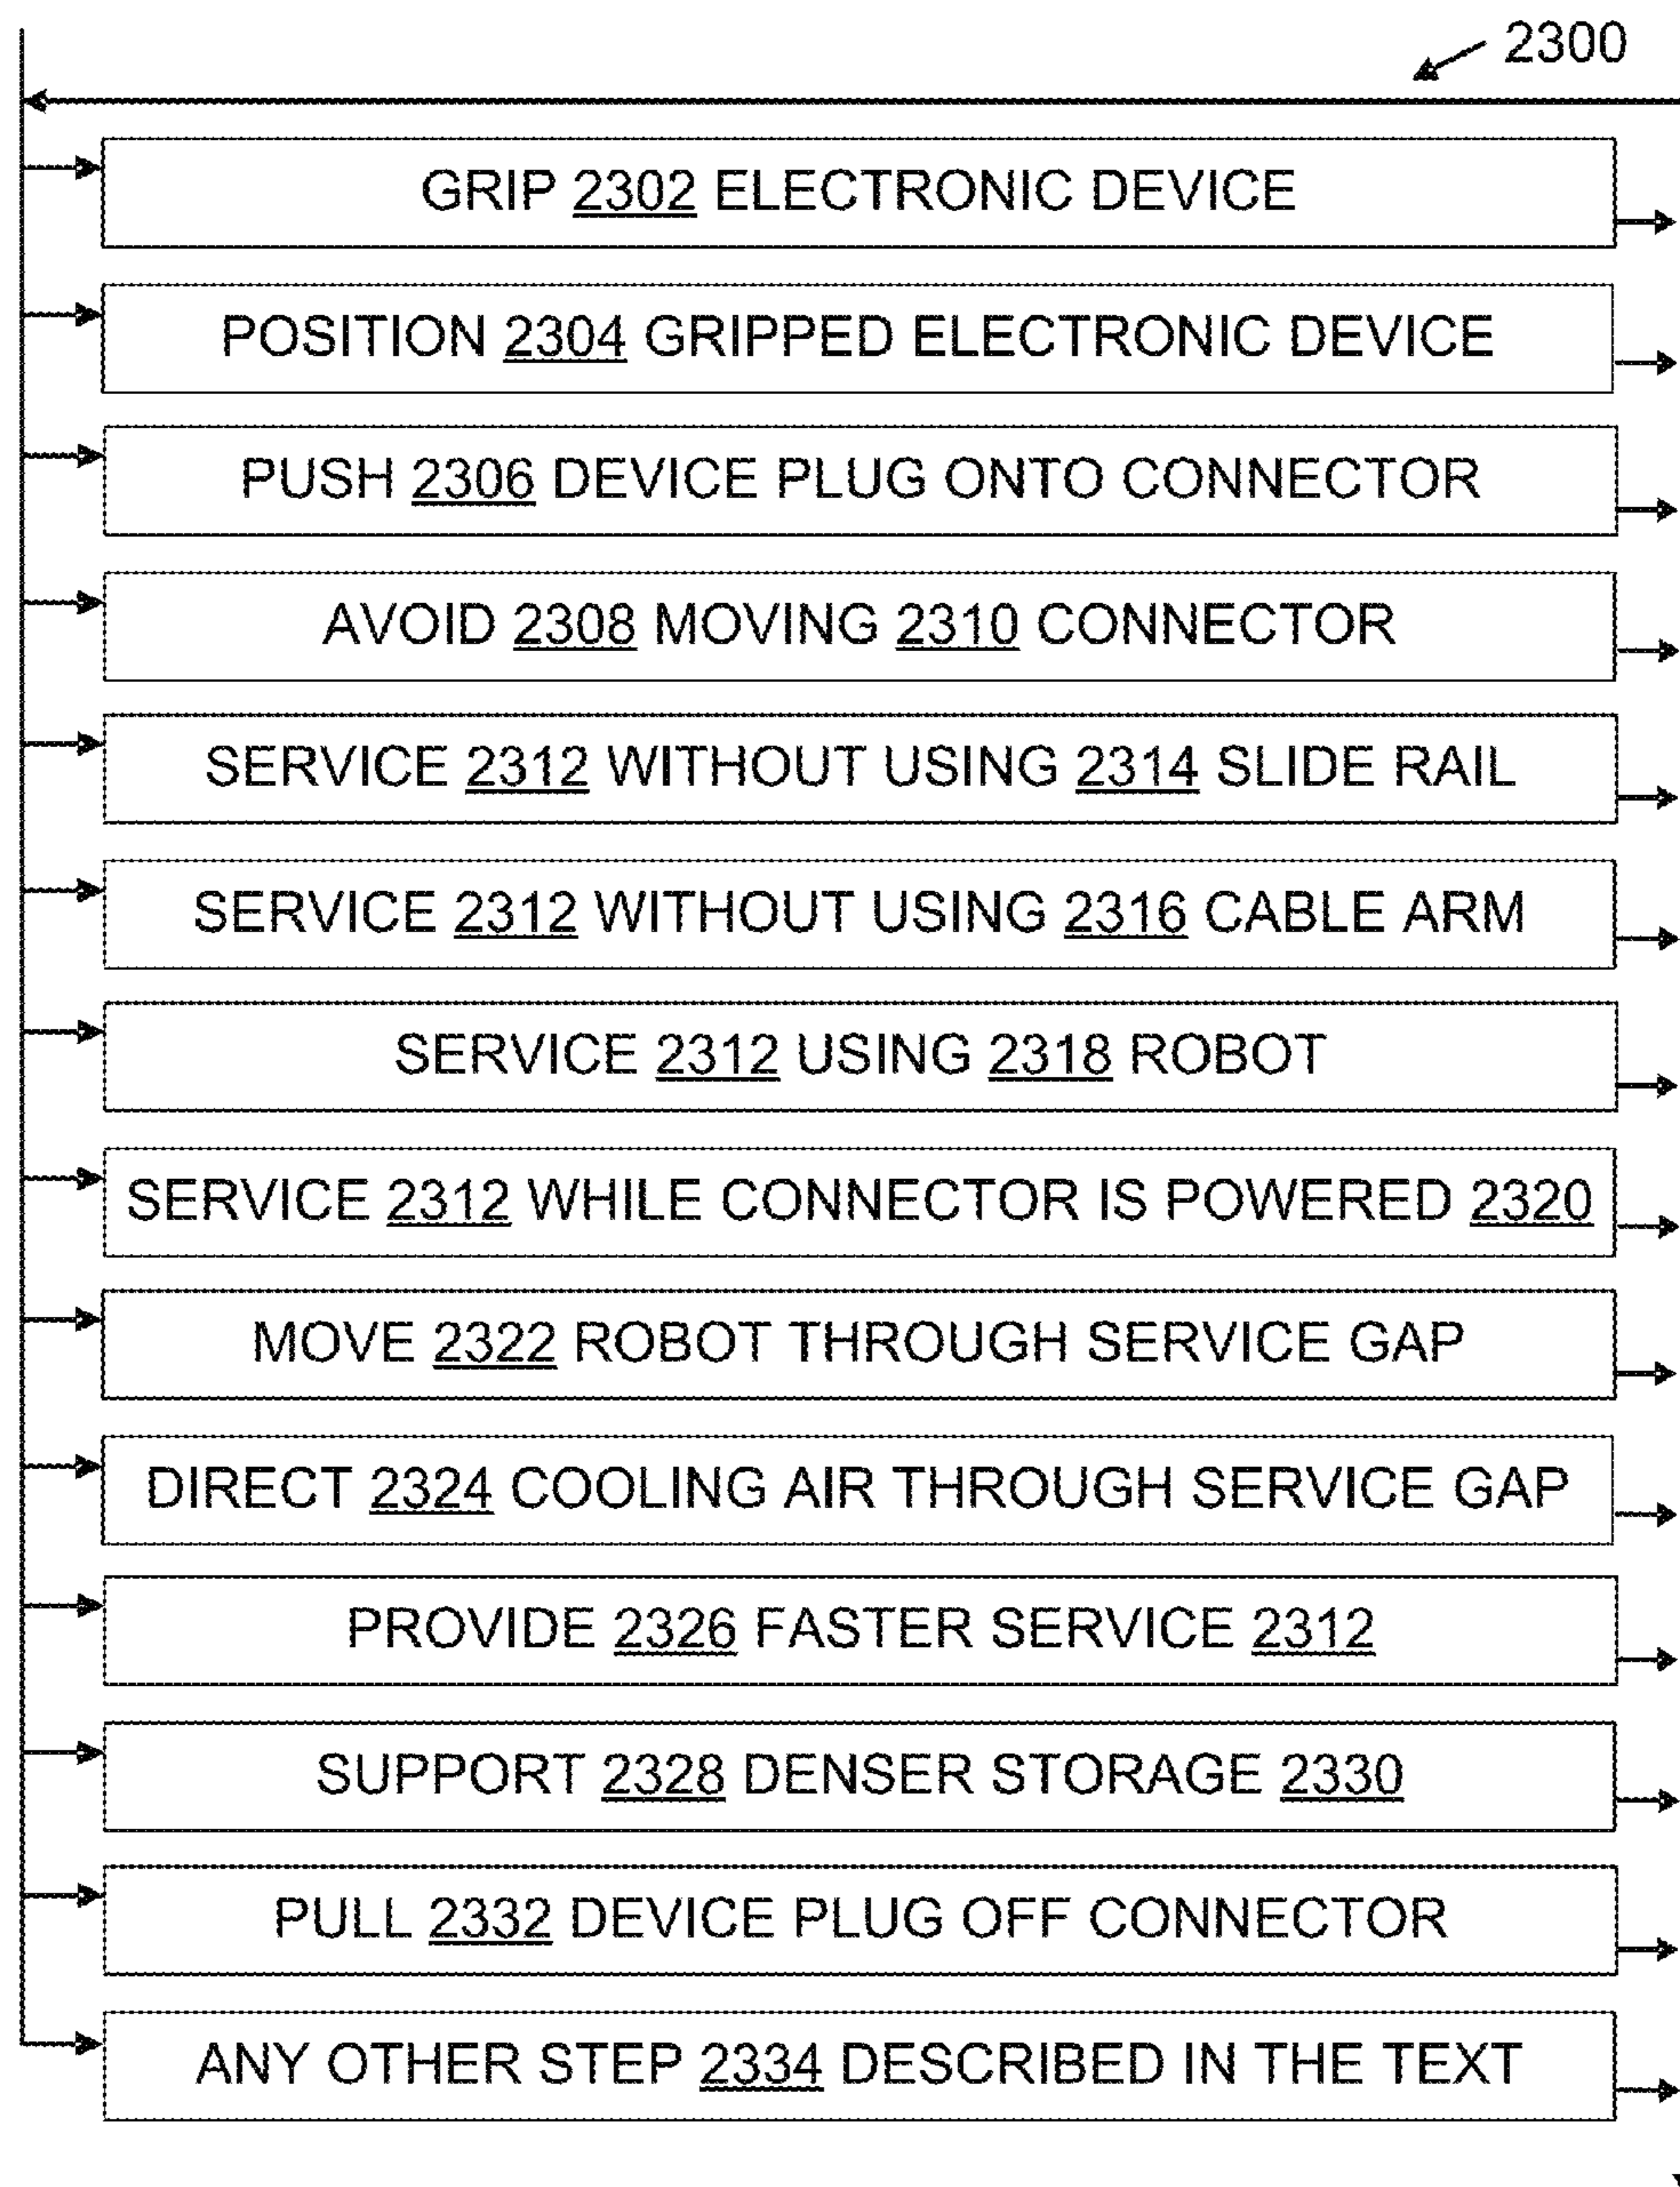 2300
GRIP 2302 ELECTRONIC DEVICE
POSITION 2304 GRIPPED ELECTRONIC DEVICE
PUSH 2306 DEVICE PLUG ONTO CONNECTOR
AVOID 2308 MOVING 2310 CONNECTOR
SERVICE 2312 WITHOUT USING 2314 SLIDE RAIL
SERVICE 2312 WITHOUT USING 2316 CABLE ARM
SERVICE 2312 USING 2318 ROBOT
SERVICE 2312 WHILE CONNECTOR IS POWERED 2320
MOVE 2322 ROBOT THROUGH SERVICE GAP
DIRECT 2324 COOLING AIR THROUGH SERVICE GAP
PROVIDE 2326 FASTER SERVICE 2312
SUPPORT 2328 DENSER STORAGE 2330
PULL 2332 DEVICE PLUG OFF CONNECTOR
ANY OTHER STEP 2334 DESCRIBED IN THE TEXT